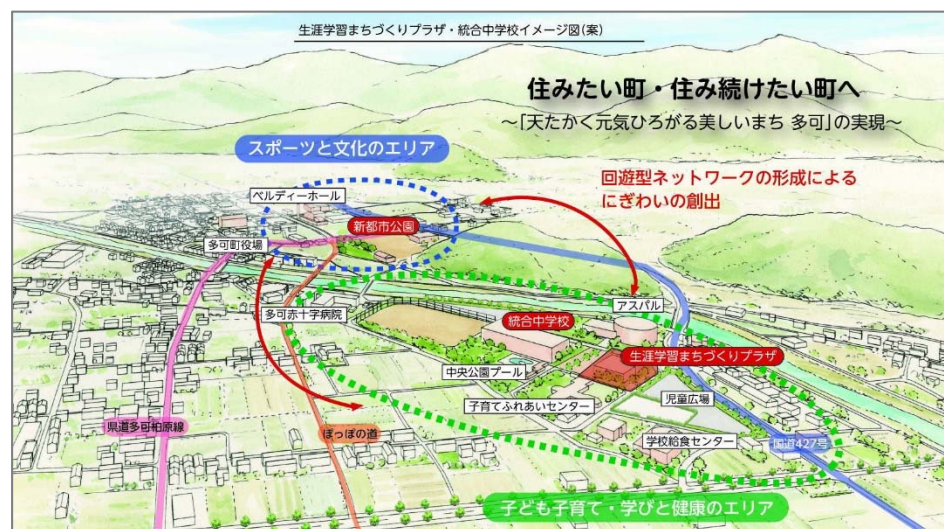 生涯学習まちづくりプラザ・統合中学校イメージ図(案)
住みたい町・住み続けたい町へ
～「天たかく元気ひろがる美しいまち 多可」の実現～
スポーツと文化のエリア
回遊型ネットワークの形成による
にぎわいの創出
ベルディーホール
新都市公園
多可町役場
アスパル
多可赤十字病院
統合中学校
生涯学習まちづくりプラザ
中央公園プール
子育てふれあいセンター
児童広場
県道多可柏原線
ぽっぽの道
学校給食センター
国道427号
子ども子育て・学びと健康のエリア